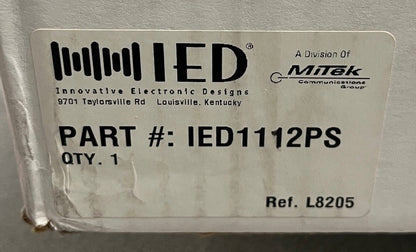 IED®
Innovative Electronic Designs
9701 Taylorsville Rd Louisville, Kentucky
A Division Of
MiTek
Communications
Group
PART #: IED1112PS
QTY. 1
Ref. L8205